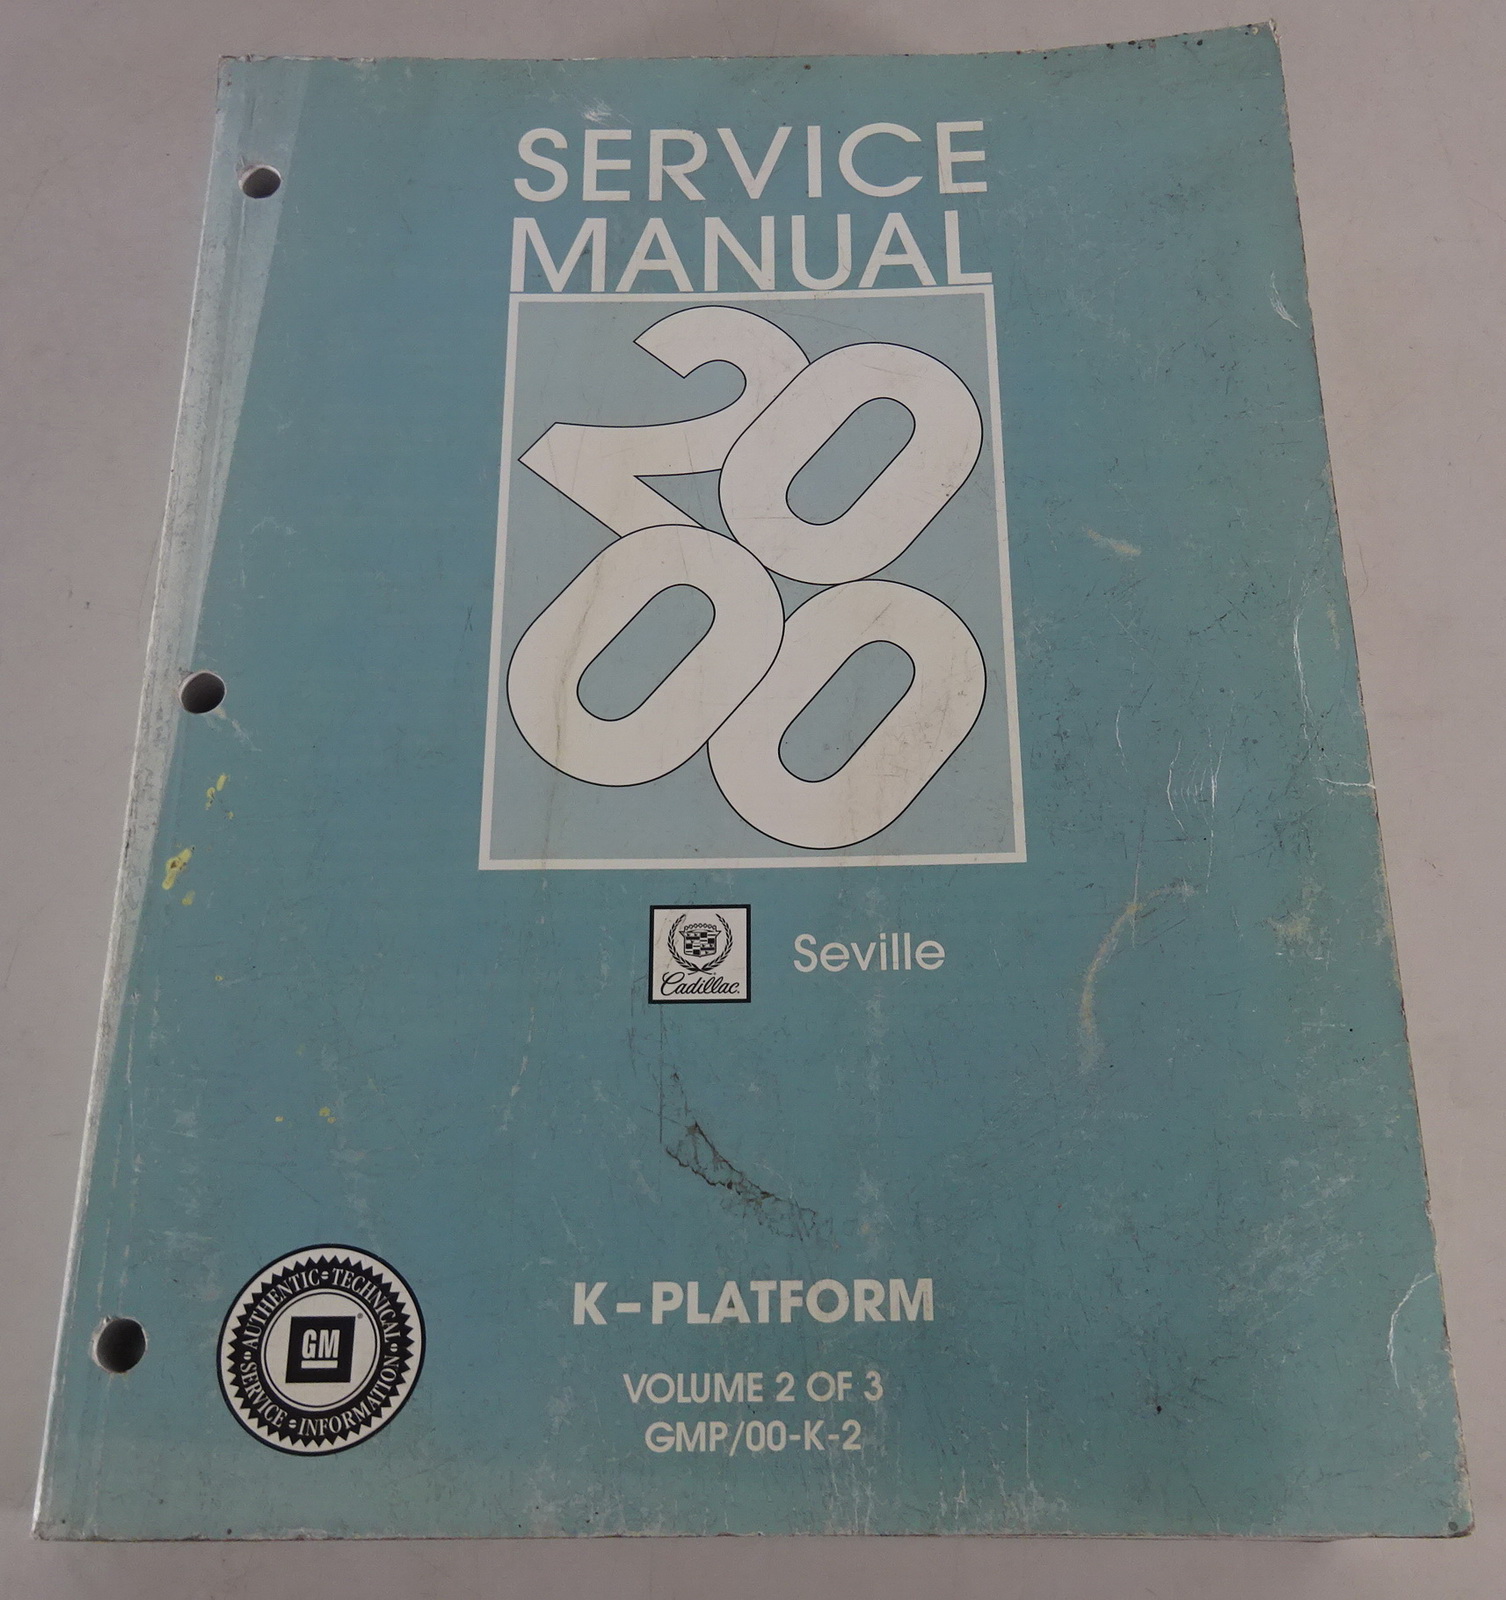 SERVICE
MANUAL
2000
Cadillac
Seville
K-PLATFORM
VOLUME 2 OF 3
GMP/00-K-2
AUTHENTIC • TECHNICAL • SERVICE • INFORMATION
GM